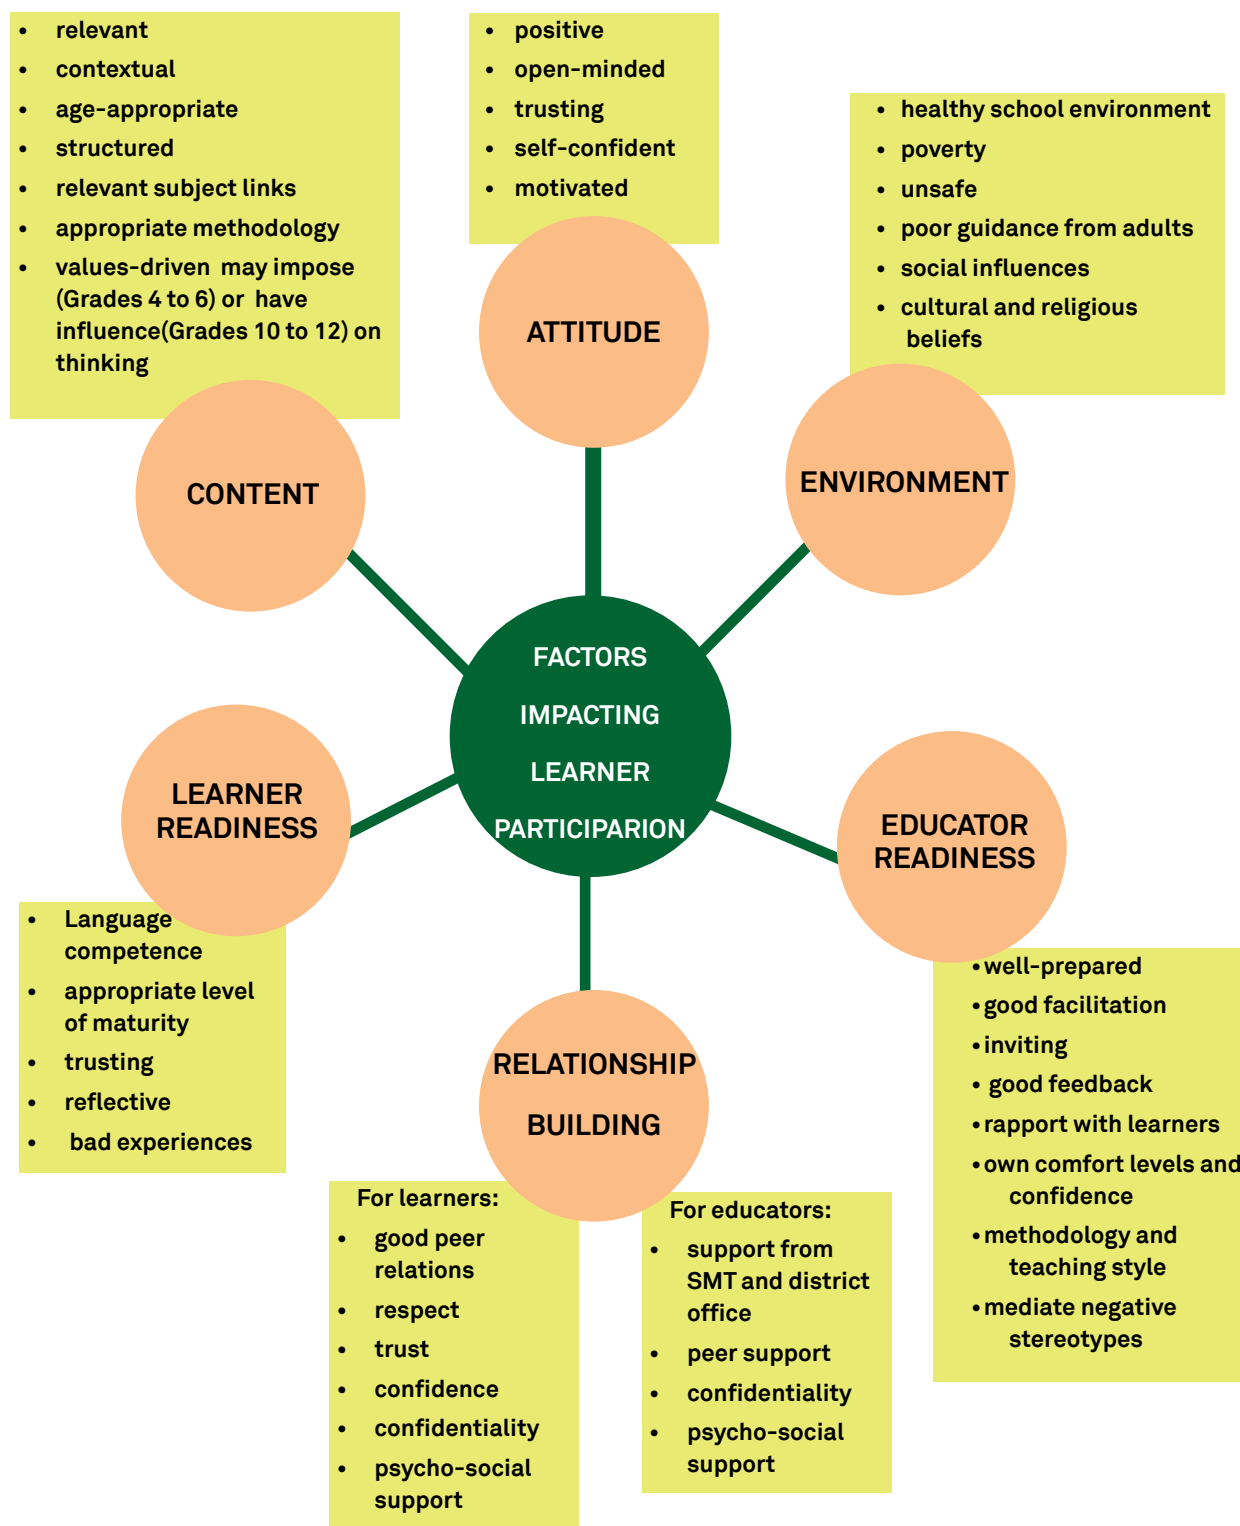 • relevant
• contextual
• age-appropriate
• structured
• relevant subject links
• appropriate methodology
• values-driven may impose
(Grades 4 to 6) or have
influence(Grades 10 to 12) on
thinking
CONTENT
• positive
• open-minded
• trusting
• self-confident
• motivated
ATTITUDE
• healthy school environment
• poverty
• unsafe
• poor guidance from adults
• social influences
• cultural and religious
beliefs
ENVIRONMENT
FACTORS
IMPACTING
LEARNER
PARTICIPARION
LEARNER
READINESS
• Language
competence
• appropriate level
of maturity
• trusting
• reflective
• bad experiences
EDUCATOR
READINESS
• well-prepared
• good facilitation
• inviting
• good feedback
• rapport with learners
• own comfort levels and
confidence
• methodology and
teaching style
• mediate negative
stereotypes
RELATIONSHIP
BUILDING
For learners:
• good peer
relations
• respect
• trust
• confidence
• confidentiality
• psycho-social
support
For educators:
• support from
SMT and district
office
• peer support
• confidentiality
• psycho-social
support